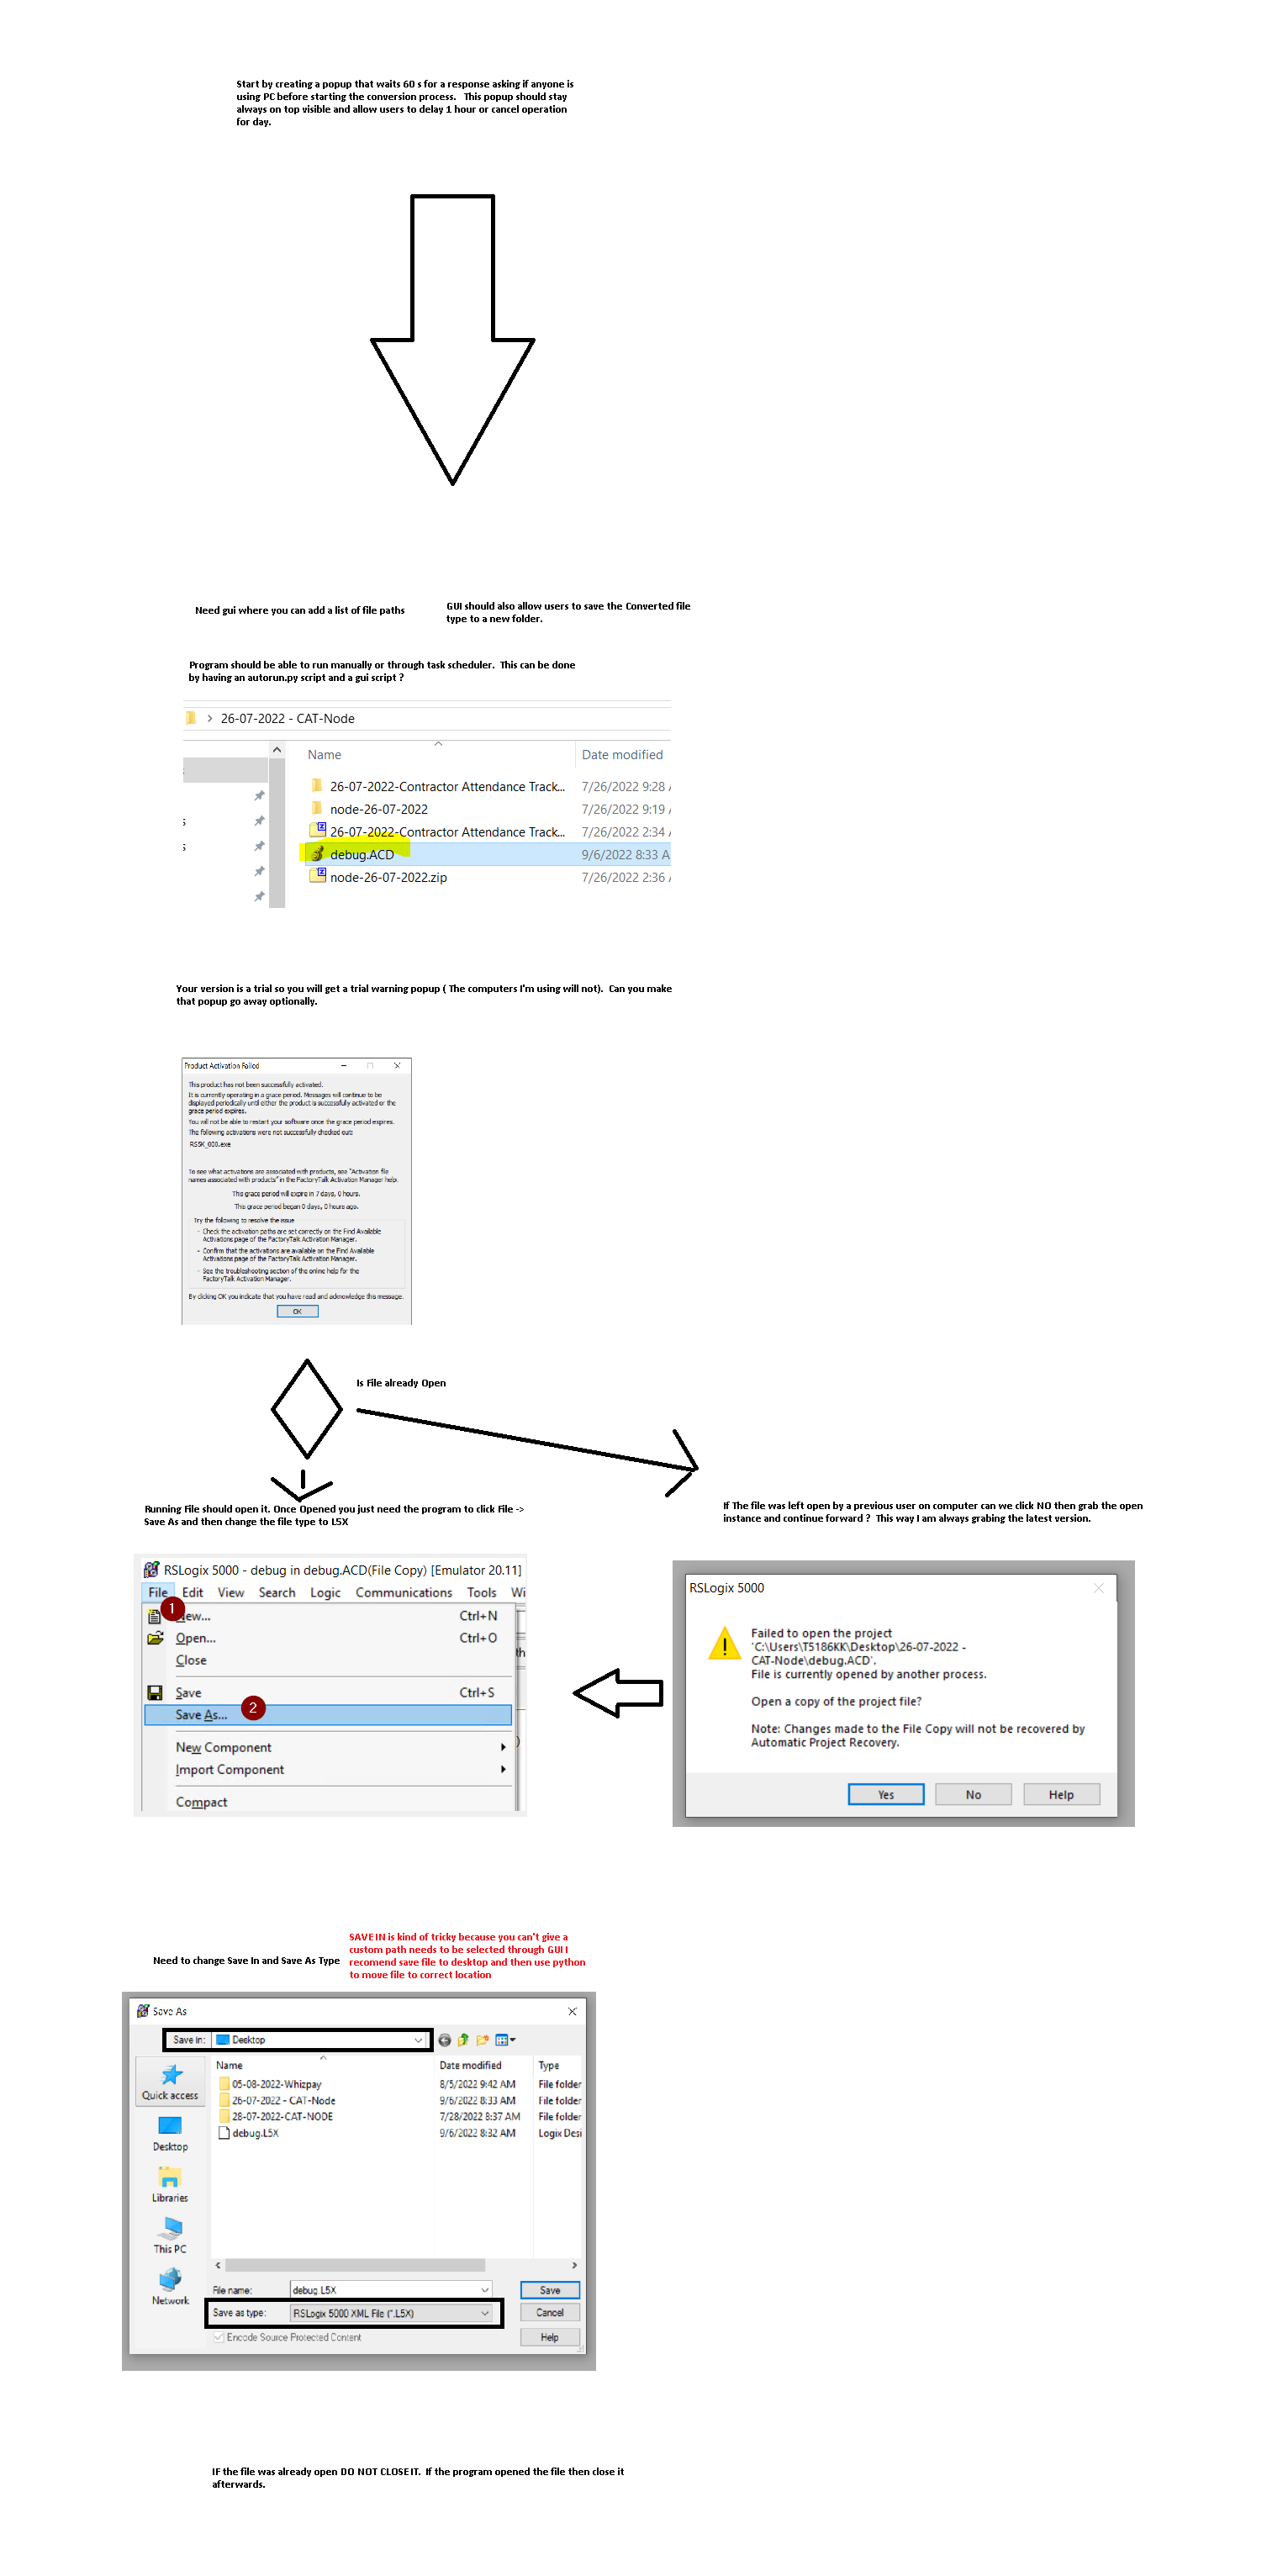 Start by creating a popup that waits 60 s for a response asking if anyone is
using PC before starting the conversion process. This popup should stay
always on top visible and allow users to delay 1 hour or cancel operation
for day.
Need gui where you can add a list of file paths
GUI should also allow users to save the Converted file
type to a new folder.
Program should be able to run manually or through task scheduler. This can be done
by having an autorun.py script and a gui script ?
26-07-2022 - CAT-Node
Name
Date modified
26-07-2022-Contractor Attendance Track...
7/26/2022 9:28
node-26-07-2022
7/26/2022 9:19
26-07-2022-Contractor Attendance Track...
7/26/2022 2:34
debug.ACD
9/6/2022 8:33 A
node-26-07-2022.zip
7/26/2022 2:36
Your version is a trial so you will get a trial warning popup ( The computers I'm using will not). Can you make
that popup go away optionally.
Product Activation Failed
This product has not been successfully activated.
It is currently operating in a grace period. Messages will continue to be
displayed periodically until either the product is successfully activated or the
grace period expires.
You will not be able to restart your software once the grace period expires.
The following activations were not successfully checked out:
RS5K_000.exe
To see what activations are associated with products, see "Activation file
names associated with products" in the FactoryTalk Activation Manager help.
This grace period will expire in 7 days, 0 hours.
This grace period began 0 days, 0 hours ago.
Try the following to resolve the issue
- Check the activation paths are set correctly on the Find Available
Activations page of the FactoryTalk Activation Manager.
- Confirm that the activations are available on the Find Available
Activations page of the FactoryTalk Activation Manager.
- See the troubleshooting section of the online help for the
FactoryTalk Activation Manager.
By clicking OK you indicate that you have read and acknowledge this message.
OK
Is File already Open
Running File should open it. Once Opened you just need the program to click File ->
Save As and then change the file type to L5X
If The file was left open by a previous user on computer can we click NO then grab the open
instance and continue forward ? This way I am always grabing the latest version.
RSLogix 5000 - debug in debug.ACD(File Copy) [Emulator 20.11]
File Edit View Search Logic Communications Tools Wi
1
ew...
Ctrl+N
Open...
Ctrl+O
Close
Save
Ctrl+S
Save As...
2
New Component
Import Component
Compact
RSLogix 5000
Failed to open the project
'C:\Users\T5186KK\Desktop\26-07-2022 -
CAT-Node\debug.ACD'.
File is currently opened by another process.
Open a copy of the project file?
Note: Changes made to the File Copy will not be recovered by
Automatic Project Recovery.
Yes
No
Help
Need to change Save In and Save As Type
SAVE IN is kind of tricky because you can't give a
custom path needs to be selected through GUI I
recomend save file to desktop and then use python
to move file to correct location
Save As
Save in:
Desktop
Name
Date modified
Type
05-08-2022-Whizpay
8/5/2022 9:42 AM
File folder
26-07-2022 - CAT-Node
9/6/2022 8:33 AM
File folder
28-07-2022-CAT-NODE
7/28/2022 8:37 AM
File folder
debug.L5X
9/6/2022 8:32 AM
Logix Desi
Quick access
Desktop
Libraries
This PC
Network
File name:
debug.L5X
Save
Save as type:
RSLogix 5000 XML File (*.L5X)
Cancel
Encode Source Protected Content
Help
IF the file was already open DO NOT CLOSE IT. If the program opened the file then close it
afterwards.